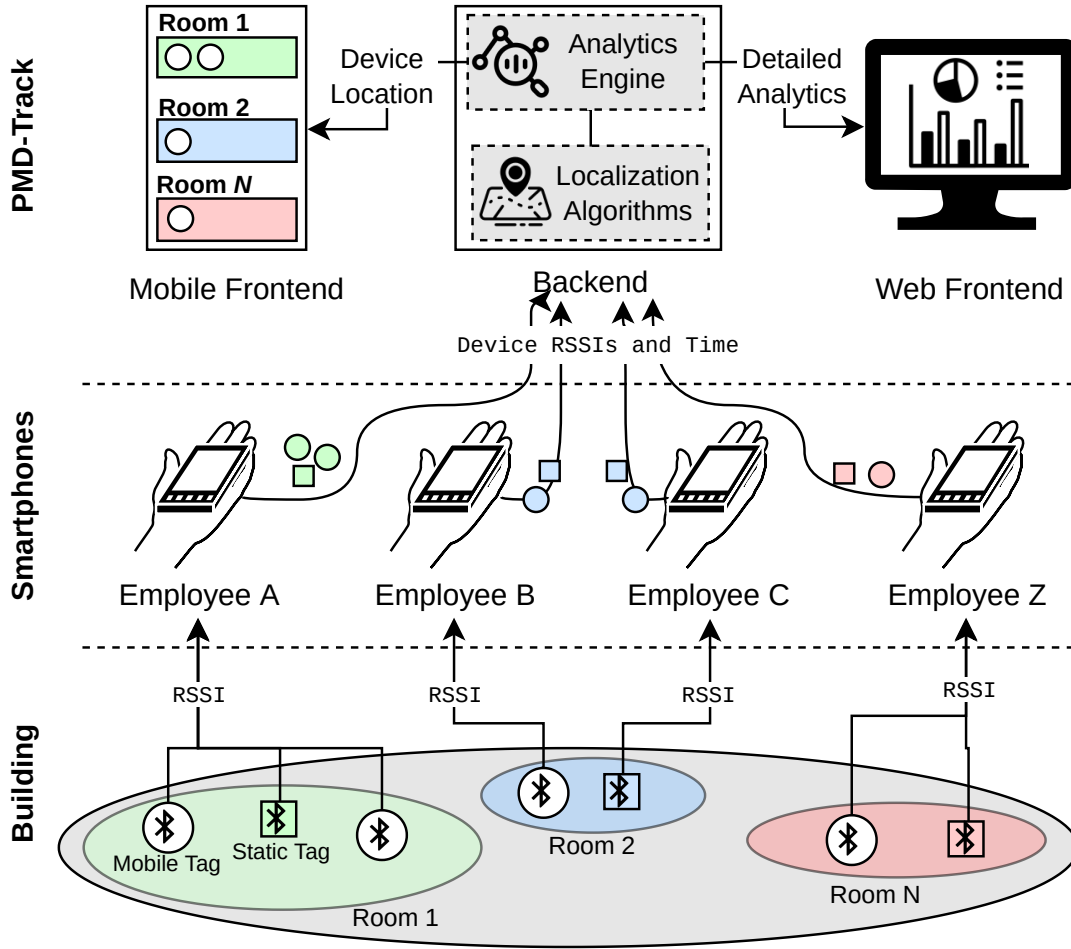 PMD-Track
Room 1
Room 2
Room N
Mobile Frontend
Device
Location
Analytics
Engine
Localization
Algorithms
Backend
Detailed
Analytics
Web Frontend
Device RSSIs and Time
Smartphones
Employee A
Employee B
Employee C
Employee Z
Building
RSSI
RSSI
RSSI
RSSI
Mobile Tag
Static Tag
Room 1
Room 2
Room N